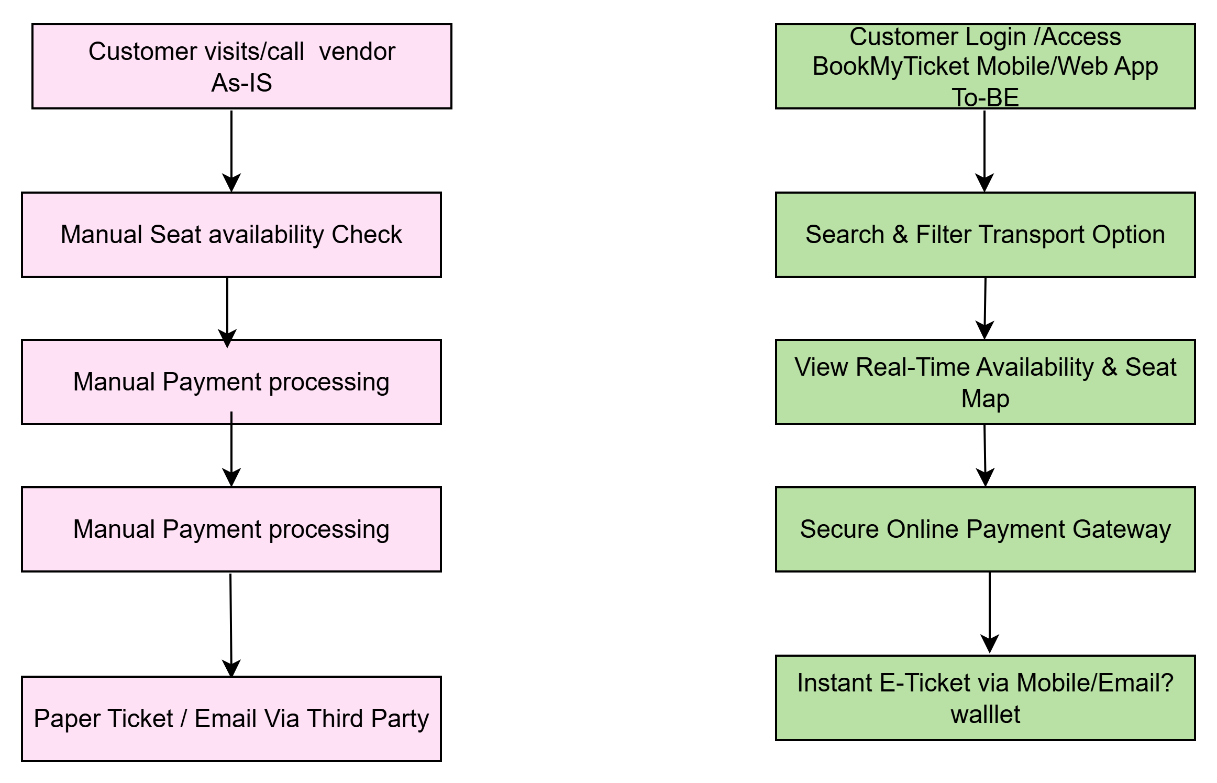 Customer visits/call  vendor
As-IS
Manual Seat availability Check
Manual Payment processing
Manual Payment processing
Paper Ticket / Email Via Third Party
Customer Login /Access
BookMyTicket Mobile/Web App
To-BE
Search & Filter Transport Option
View Real-Time Availability & Seat
Map
Secure Online Payment Gateway
Instant E-Ticket via Mobile/Email?
walllet